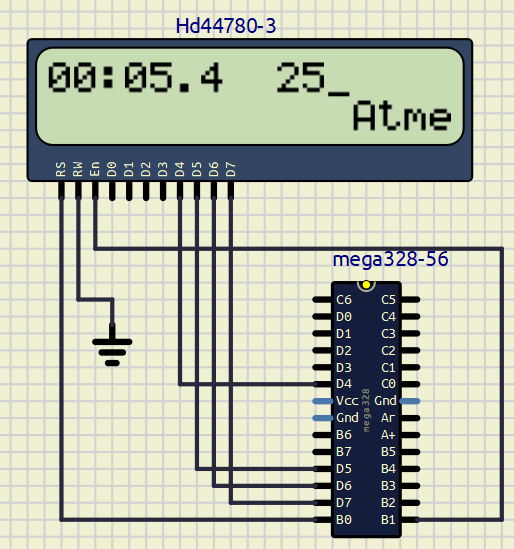 Hd44780-3
00:05.4 25_
Atme
RS RW En D0 D1 D2 D3 D4 D5 D6 D7
mega328-56
C6 C5
D0 C4
D1 C3
D2 C2
D3 C1
D4 C0
Vcc Gnd
Gnd Ar
B6 A+
B7 B5
D5 B4
D6 B3
D7 B2
B0 B1
mega328